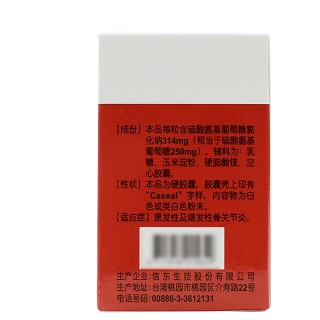 【成份】本品每粒含硫酸氨基葡萄糖氯
化钠314mg（相当于硫酸氨基
葡萄糖250mg）。辅料为：乳
糖、玉米淀粉、硬脂酸镁、空
心胶囊。
【性状】本品为硬胶囊，胶囊壳上印有
"Caseal"字样，内容物为白
色或类白色粉末。
【适应症】原发性及继发性骨关节炎。
生产企业：信东生技股份有限公司
生产地址：台湾桃园市桃园区介寿路22号
电话号码：00886-3-3612131